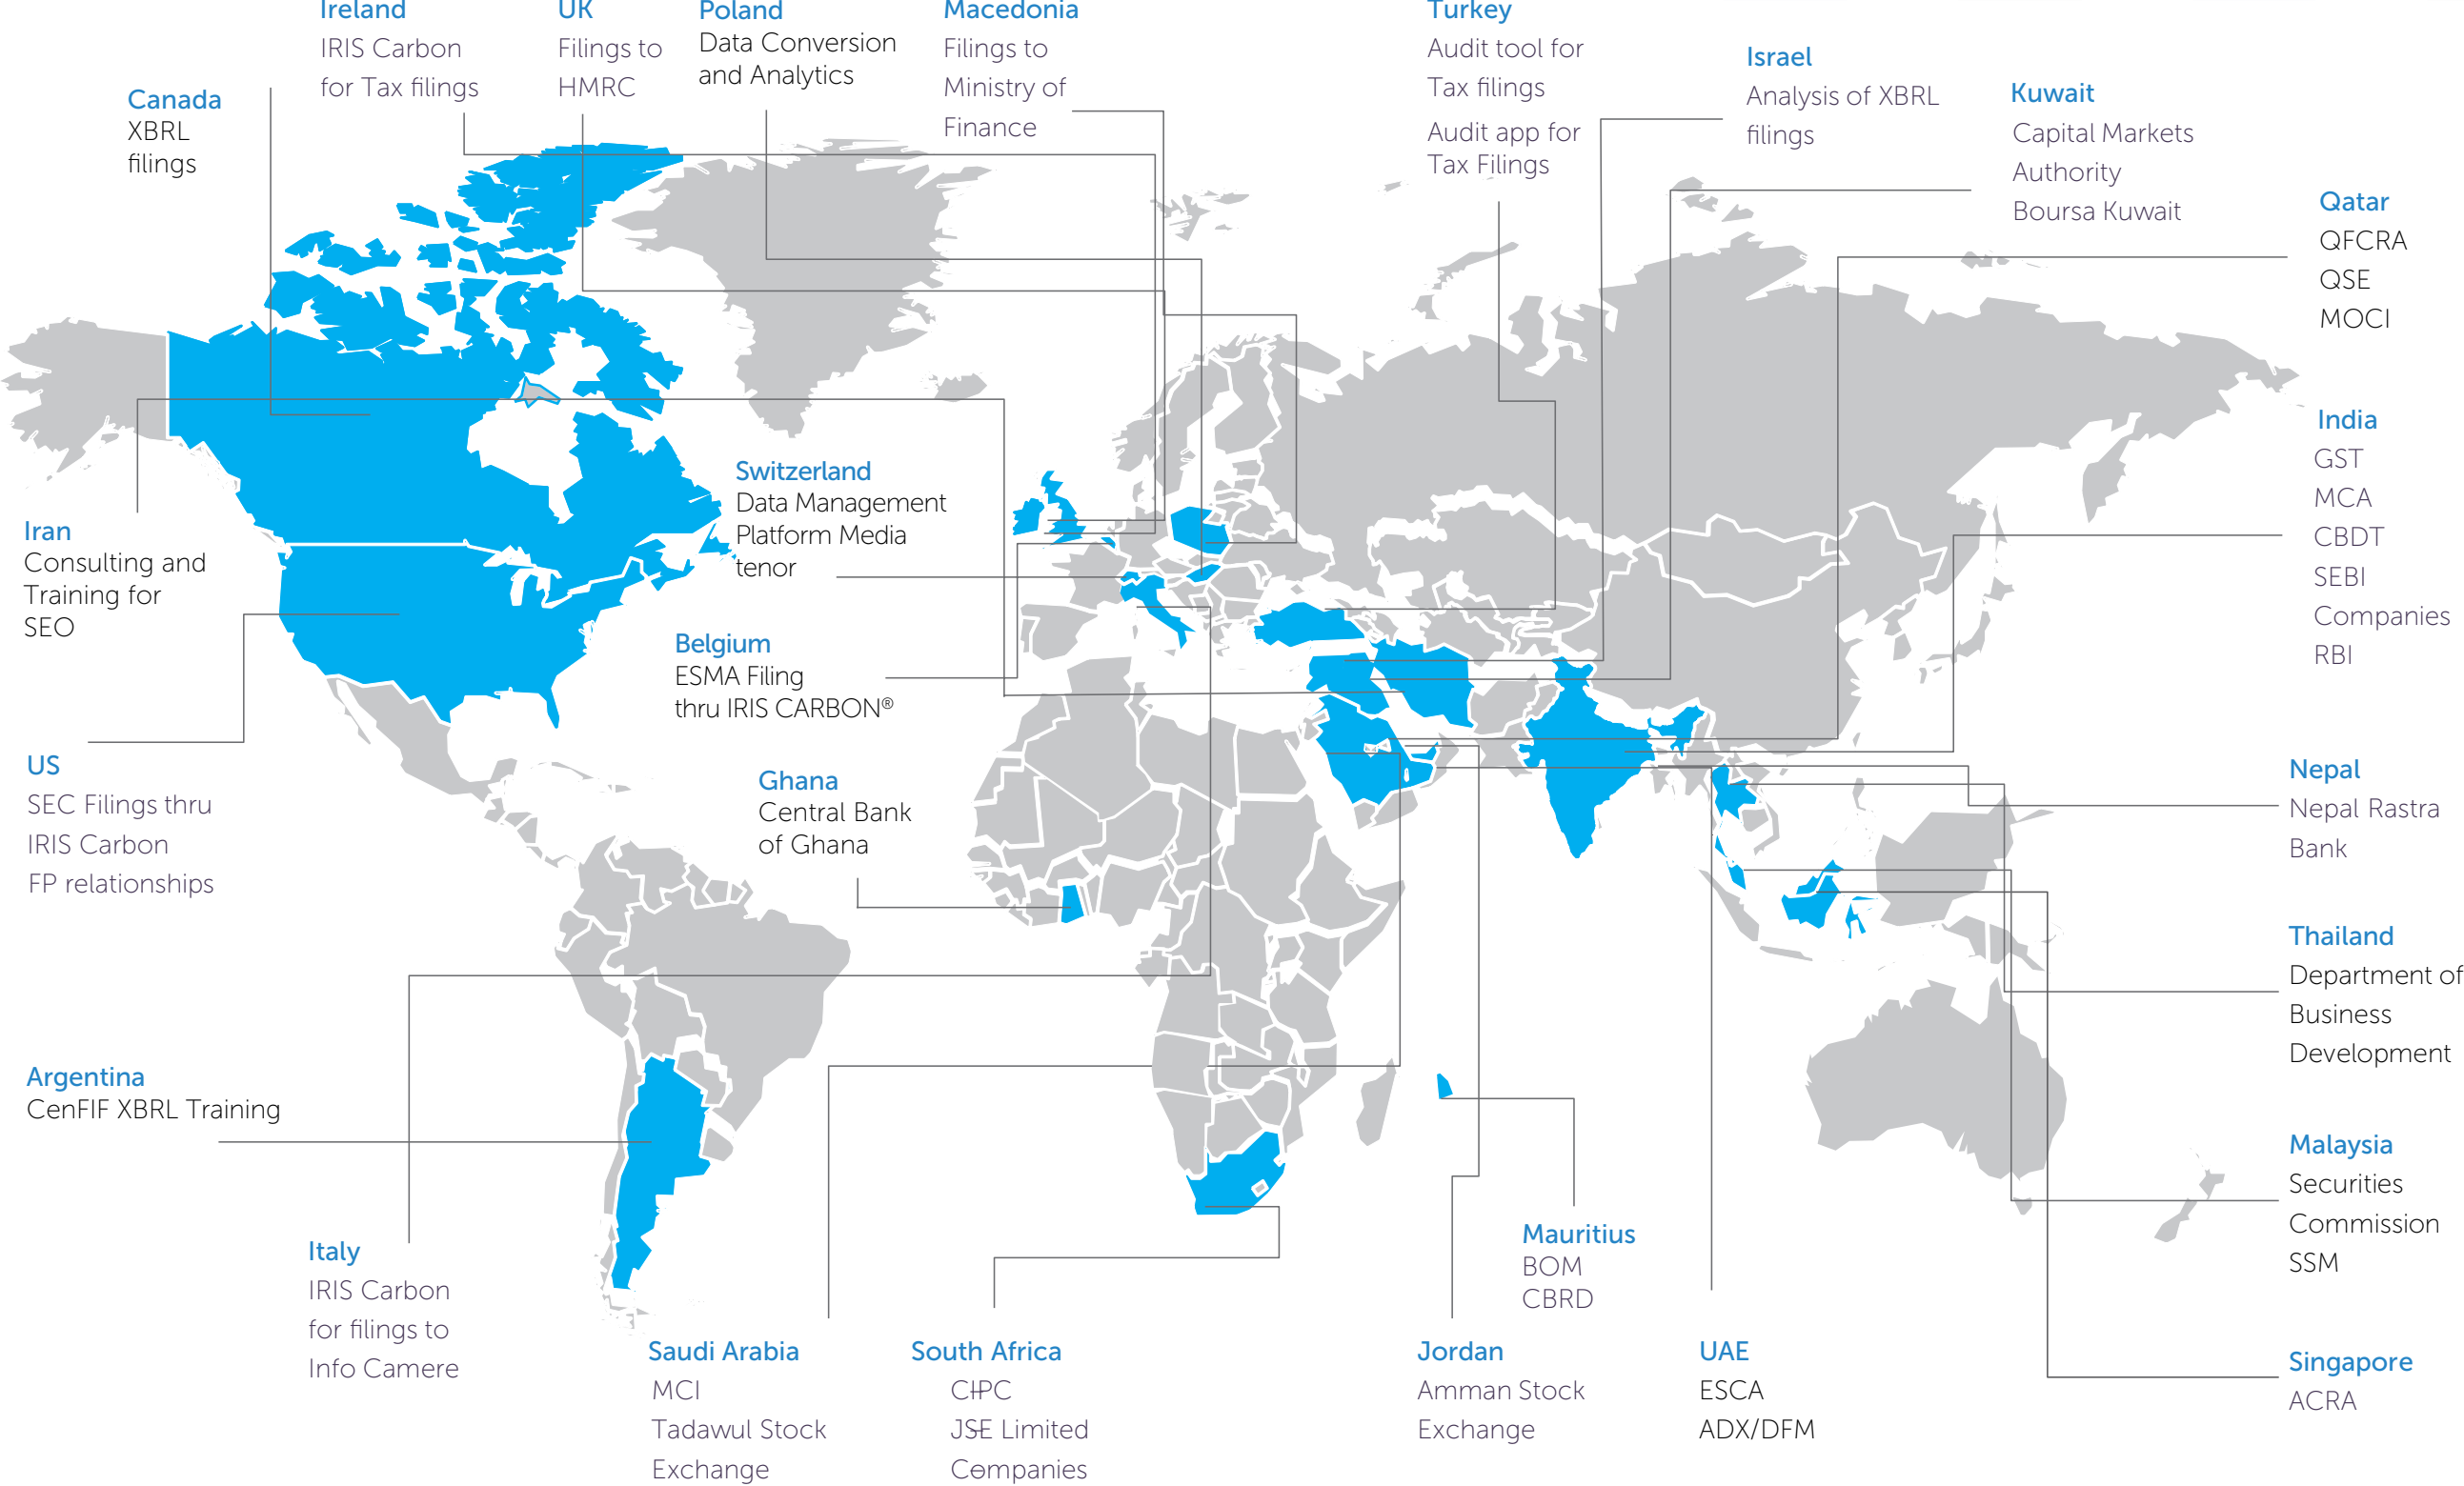 Ireland
IRIS Carbon
for Tax filings
UK
Filings to
HMRC
Poland
Data Conversion
and Analytics
Macedonia
Filings to
Ministry of
Finance
Turkey
Audit tool for
Tax filings
Audit app for
Tax Filings
Israel
Analysis of XBRL
filings
Kuwait
Capital Markets
Authority
Boursa Kuwait
Canada
XBRL
filings
Qatar
QFCRA
QSE
MOCI
India
GST
MCA
CBDT
SEBI
Companies
RBI
Switzerland
Data Management
Platform Media
tenor
Iran
Consulting and
Training for
SEO
Belgium
ESMA Filing
thru IRIS CARBON®
US
SEC Filings thru
IRIS Carbon
FP relationships
Ghana
Central Bank
of Ghana
Nepal
Nepal Rastra
Bank
Thailand
Department of
Business
Development
Argentina
CenFIF XBRL Training
Malaysia
Securities
Commission
SSM
Italy
IRIS Carbon
for filings to
Info Camere
Mauritius
BOM
CBRD
Saudi Arabia
MCI
Tadawul Stock
Exchange
South Africa
CIPC
JSE Limited
Companies
Jordan
Amman Stock
Exchange
UAE
ESCA
ADX/DFM
Singapore
ACRA